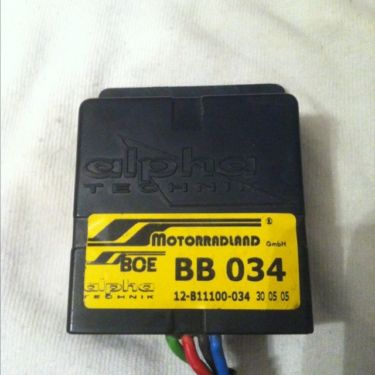 alpha
TECHNIK
®
MOTORRADLAND GmbH
BOE BB 034
alpha
TECHNIK
12-B11100-034 30 05 05